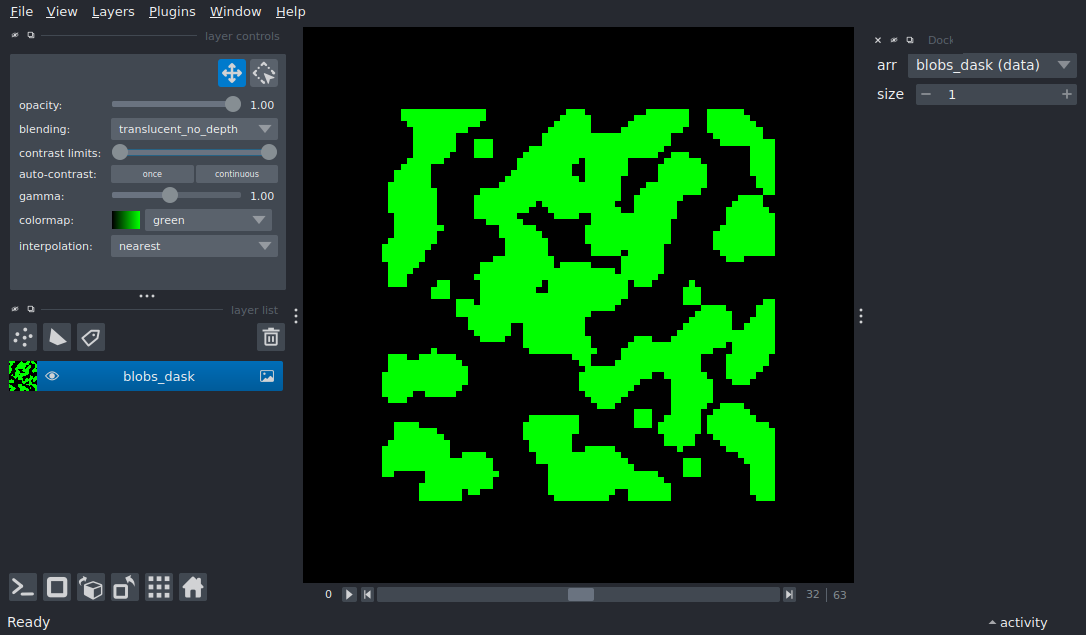 File View Layers Plugins Window Help
layer controls
opacity: 1.00
blending: translucent_no_depth
contrast limits:
auto-contrast: once continuous
gamma: 1.00
colormap: green
interpolation: nearest
layer list
blobs_dask
0 32 63
Ready
activity
Dock
arr blobs_dask (data)
size 1